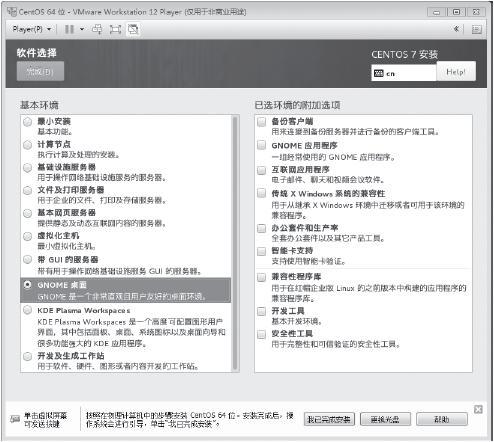 CentOS 64 位 - VMware Workstation 12 Player (仅用于非商业用途)
Player(P)
软件选择
CENTOS 7 安装
完成(D)
cn
Help!
基本环境
已选环境的附加选项
最小安装
基本功能。
计算节点
执行计算及处理的安装。
基础设施服务器
用于操作网络基础设施服务的服务器。
文件及打印服务器
用于企业的文件、打印及存储服务器。
基本网页服务器
提供静态及动态互联网内容的服务器。
虚拟化主机
最小虚拟化主机。
带 GUI 的服务器
带有用于操作网络基础设施服务 GUI 的服务器。
GNOME 桌面
GNOME 是一个非常直观且用户友好的桌面环境。
KDE Plasma Workspaces
KDE Plasma Workspaces 是一个高度可配置图形用户
界面，其中包括面板、桌面、系统图标以及桌面向导和
很多功能强大的 KDE 应用程序。
开发及生成工作站
用于软件、硬件、图形或者内容开发的工作站。
备份客户端
用来连接到备份服务器并进行备份的客户端工具。
GNOME 应用程序
一组经常使用的 GNOME 应用程序。
互联网应用程序
电子邮件、聊天和视频会议软件。
传统 X Windows 系统的兼容性
用于从继承 X Windows 环境中迁移或者可用于该环境的
兼容程序。
办公套件和生产率
全套办公套件以及其它产品工具。
智能卡支持
支持使用智能卡验证。
兼容性程序库
用于在红帽企业版 Linux 的之前版本中构建的应用程序的
兼容程序库。
开发工具
基本开发环境。
安全性工具
用于完整性和可信验证的安全性工具。
单击虚拟屏幕
可发送按键
按照在物理计算机中的步骤安装 CentOS 64 位。安装完成后，操
作系统会进行引导，单击“我已完成安装”。
我已完成安装
更换光盘
帮助